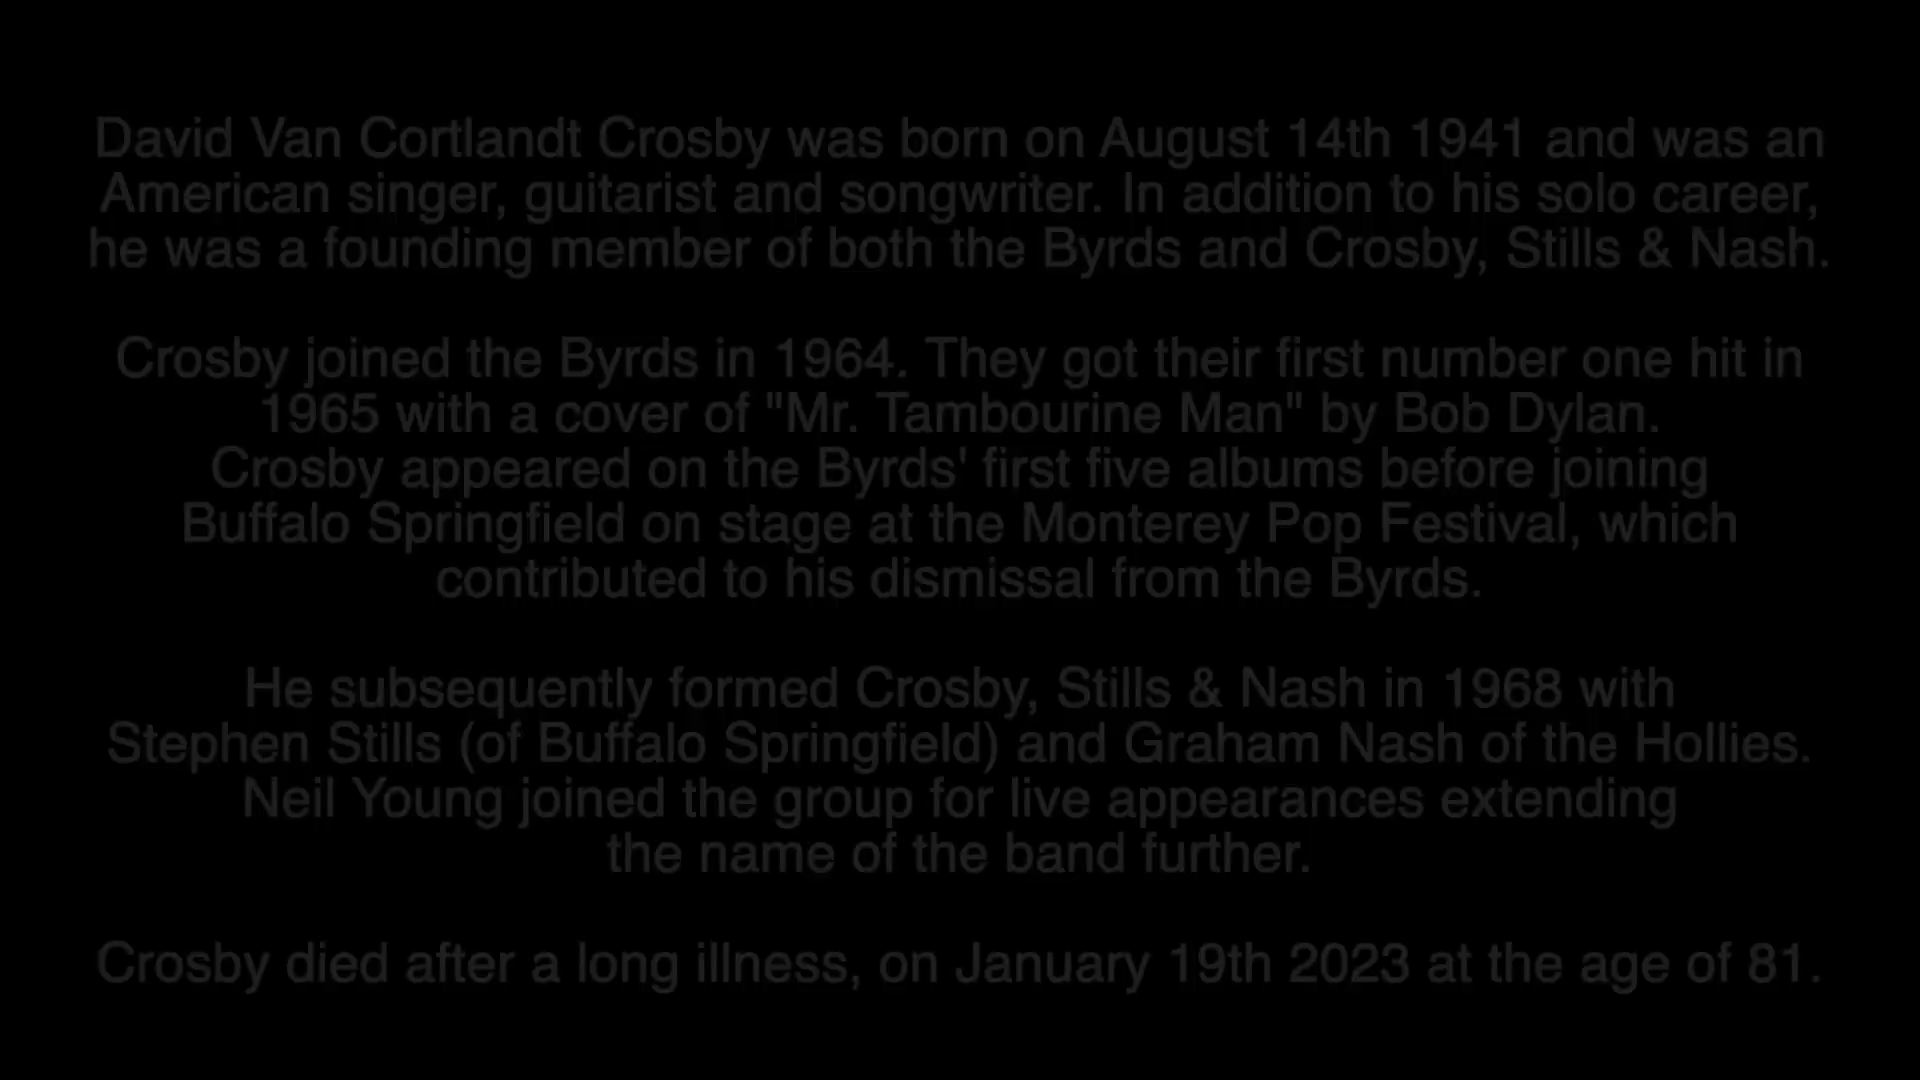 David Van Cortlandt Crosby was born on August 14th 1941 and was an
American singer, guitarist and songwriter. In addition to his solo career,
he was a founding member of both the Byrds and Crosby, Stills & Nash.
Crosby joined the Byrds in 1964. They got their first number one hit in
1965 with a cover of "Mr. Tambourine Man" by Bob Dylan.
Crosby appeared on the Byrds' first five albums before joining
Buffalo Springfield on stage at the Monterey Pop Festival, which
contributed to his dismissal from the Byrds.
He subsequently formed Crosby, Stills & Nash in 1968 with
Stephen Stills (of Buffalo Springfield) and Graham Nash of the Hollies.
Neil Young joined the group for live appearances extending
the name of the band further.
Crosby died after a long illness, on January 19th 2023 at the age of 81.